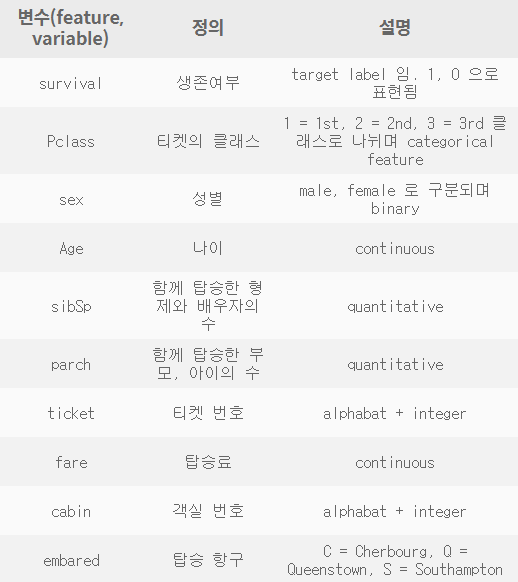 변수(feature, 정의 설명
variable)
survival 생존여부 target label 임. 1, 0 으로
표현됨
Pclass 티켓의 클래스 1 = 1st, 2 = 2nd, 3 = 3rd 클
래스로 나뉘며 categorical
feature
sex 성별 male, female 로 구분되며
binary
Age 나이 continuous
sibSp 함께 탑승한 형
제와 배우자의
수 quantitative
parch 함께 탑승한 부
모, 아이의 수 quantitative
ticket 티켓 번호 alphabat + integer
fare 탑승료 continuous
cabin 객실 번호 alphabat + integer
embared 탑승 항구 C = Cherbourg, Q =
Queenstown, S = Southampton